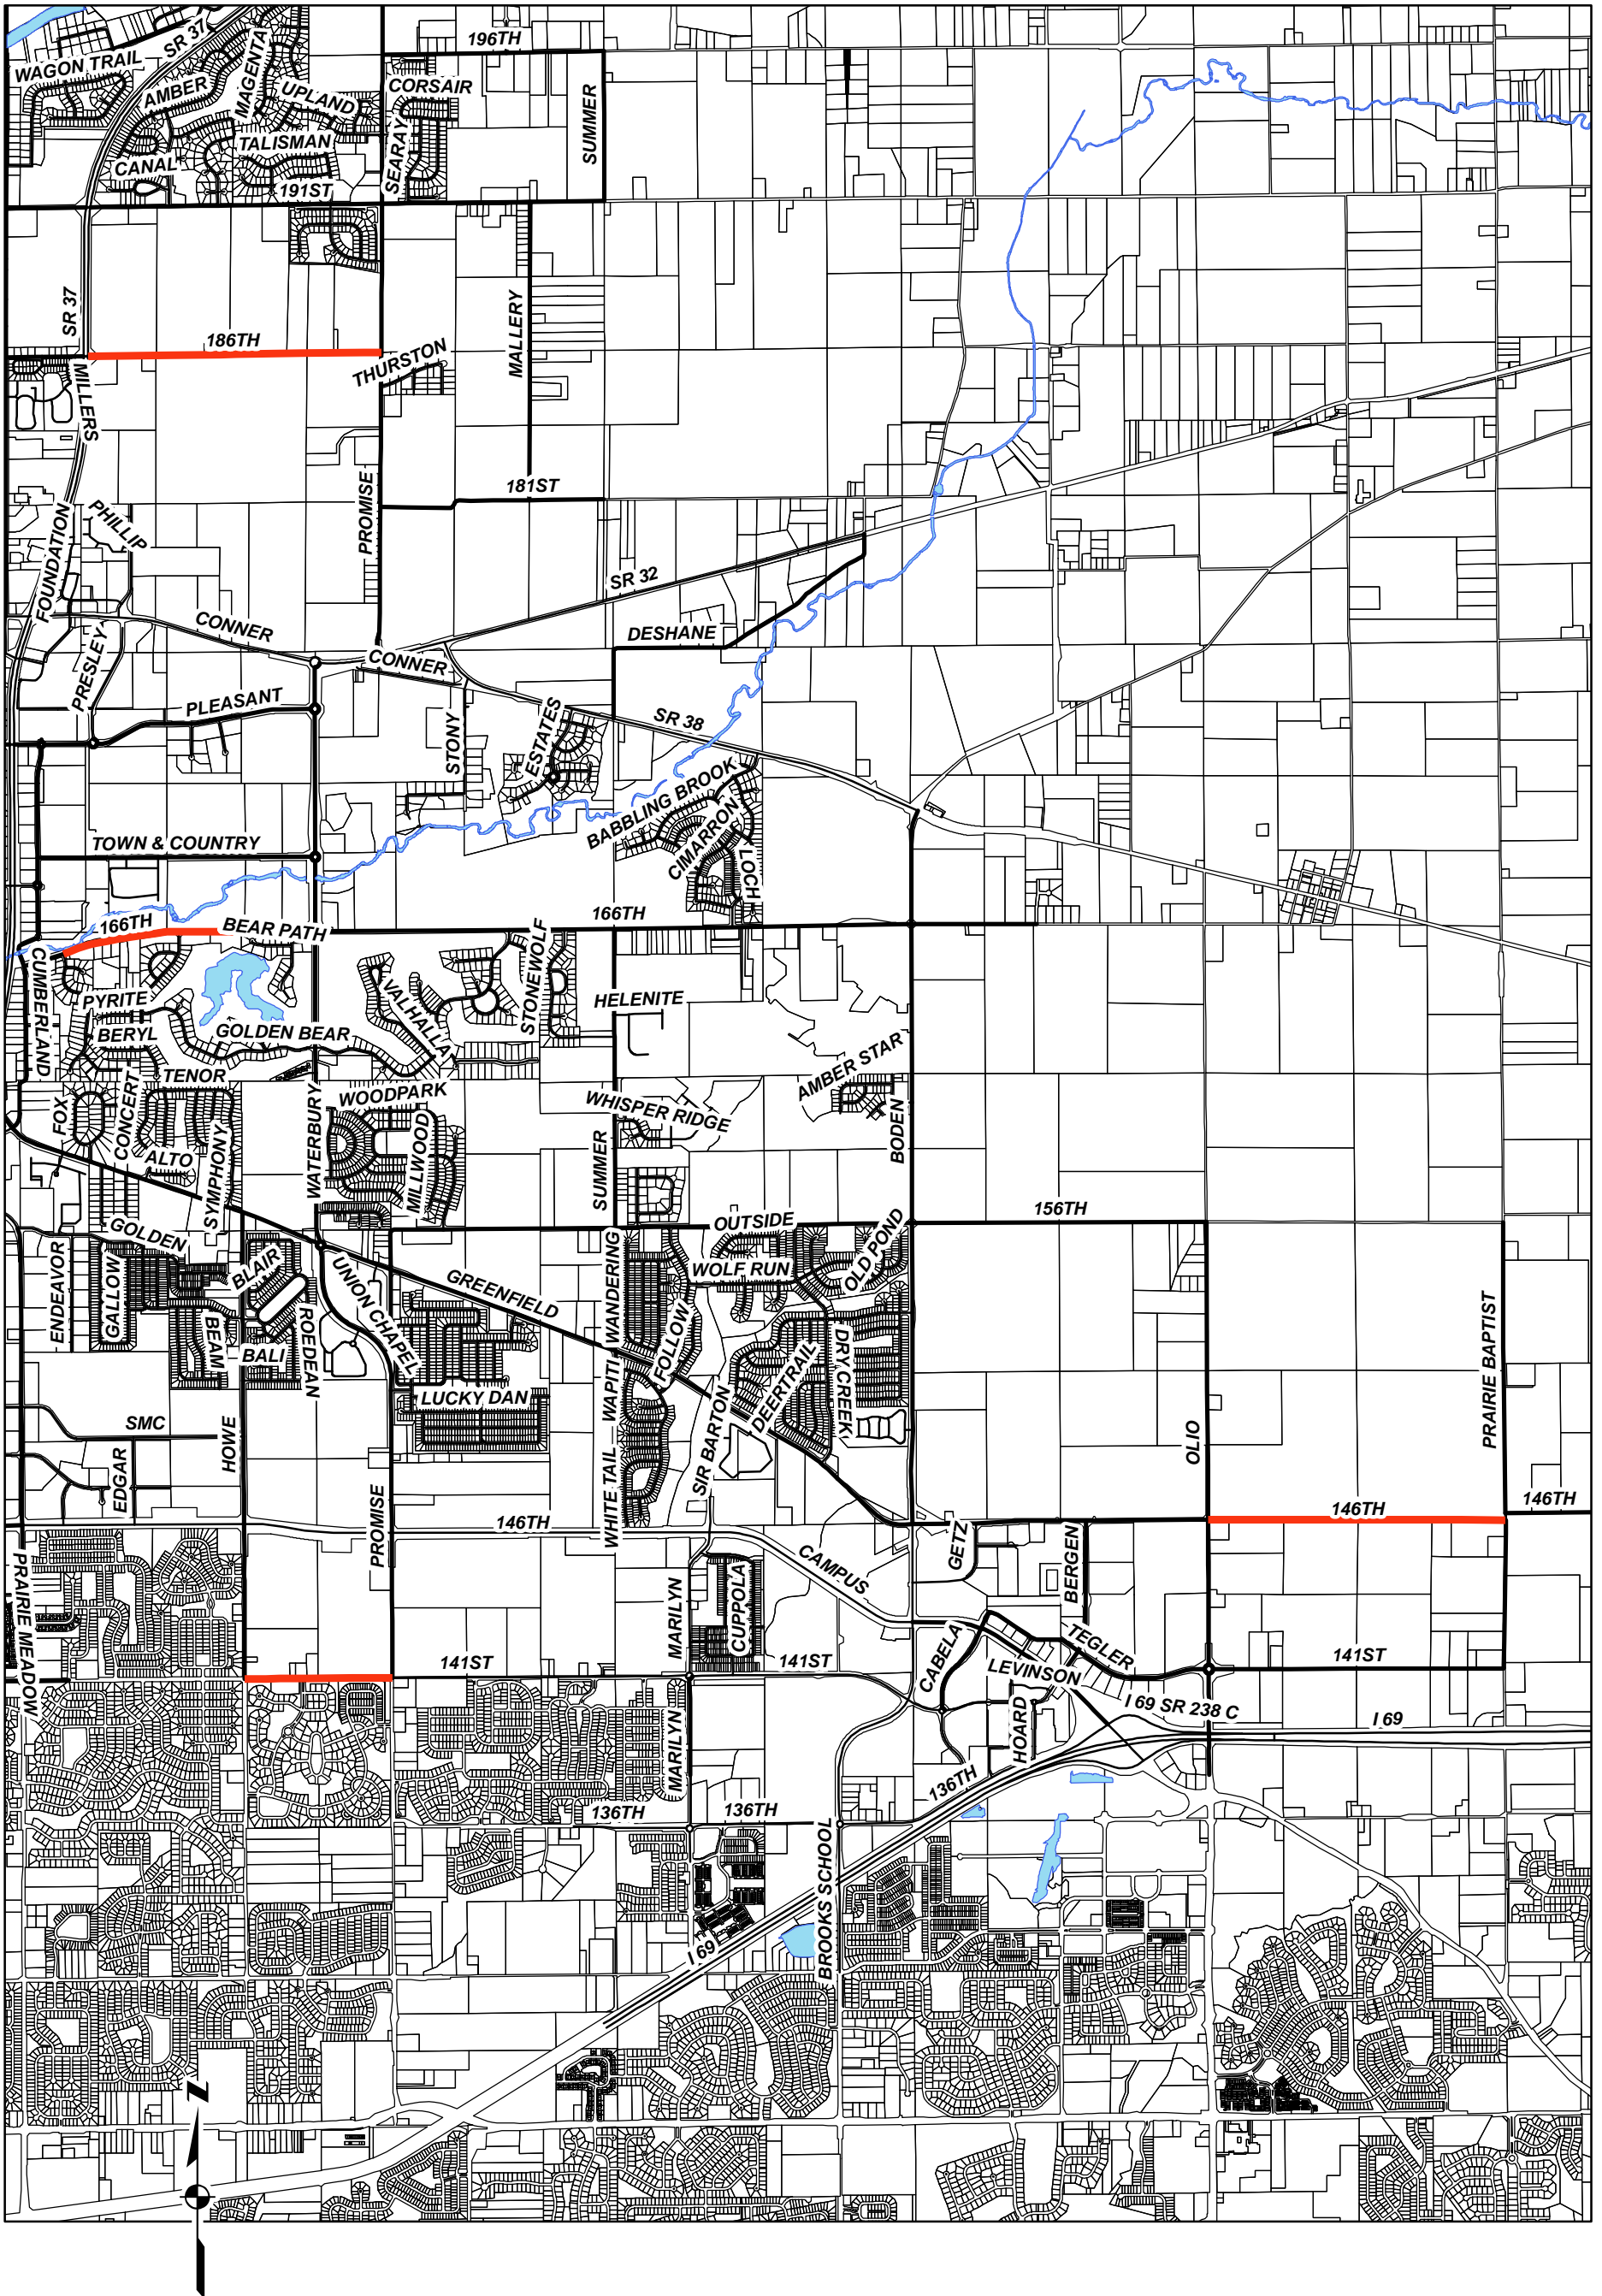 196TH
SR 37
WAGON TRAIL
MAGENTA
AMBER
UPLAND
CORSAIR
SUMMER
TALISMAN
SEARAY
CANAL
191ST
SR 37
MALLERY
186TH
THURSTON
MILLERS
PROMISE
181ST
PHILLIP
FOUNDATION
SR 32
CONNER
DESHANE
PRESLEY
CONNER
PLEASANT
SR 38
STONY
ESTATES
BABBLING BROOK
CIMARRON
TOWN & COUNTRY
LOCH
166TH
166TH
BEAR PATH
CUMBERLAND
STONEWOLF
VALHALLA
HELENITE
PYRITE
BERYL
GOLDEN BEAR
AMBER STAR
TENOR
CONCERT
FOX
WOODPARK
WHISPER RIDGE
WATERBURY
MILLWOOD
BODEN
ALTO
SYMPHONY
SUMMER
156TH
OUTSIDE
GOLDEN
OLD POND
ENDEAVOR
GALLOW
BLAIR
UNION CHAPEL
GREENFIELD
WANDERING
WOLF RUN
BEAM
ROEDEAN
BALI
FOLLOW
DRY CREEK
DEERTRAIL
PRAIRIE BAPTIST
WAPITI
LUCKY DAN
SIR BARTON
SMC
HOWE
OLIO
EDGAR
WHITE TAIL
PROMISE
146TH
146TH
146TH
GETZ
BERGEN
CAMPUS
PRAIRIE MEADOW
MARILYN
CUPPOLA
TEGLER
141ST
141ST
CABELA
LEVINSON
141ST
HOARD
I 69 SR 238 C
I 69
MARILYN
136TH
136TH
136TH
BROOKS SCHOOL
I 69
N